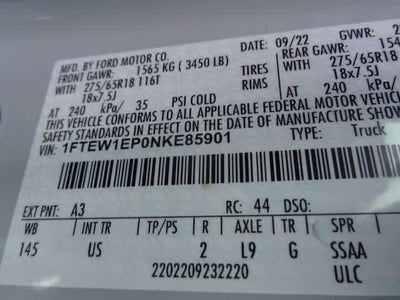 MFD. BY FORD MOTOR CO.
09/22 GVWR: 2
FRONT GAWR: 1565 KG ( 3450 LB) REAR GAWR: 154
WITH 275/65R18 116T TIRES WITH 275/65R18
18x7.5J RIMS 18x7.5J
AT 240 kPa/ 35 PSI COLD AT 240 kPa/
THIS VEHICLE CONFORMS TO ALL APPLICABLE FEDERAL MOTOR VEHICLE
SAFETY STANDARDS IN EFFECT ON THE DATE OF MANUFACTURE SHOWN ABOVE
VIN: 1FTEW1EP0NKE85901 TYPE: Truck
EXT PNT: A3 RC: 44 DSO:
WB INT TR TP/PS R AXLE TR SPR
145 US 2 L9 G SSAA
2202209232220 ULC